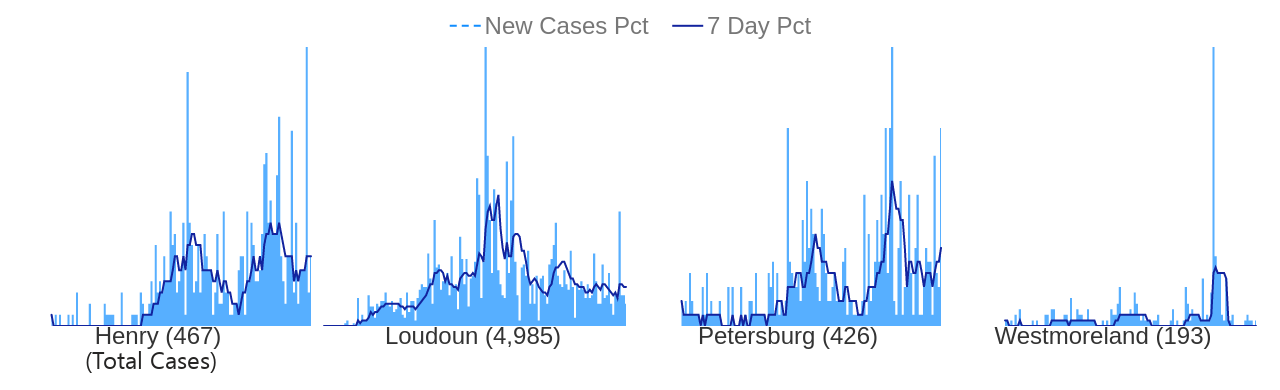 New Cases Pct 7 Day Pct
Henry (467) Loudoun (4,985) Petersburg (426) Westmoreland (193)
(Total Cases)